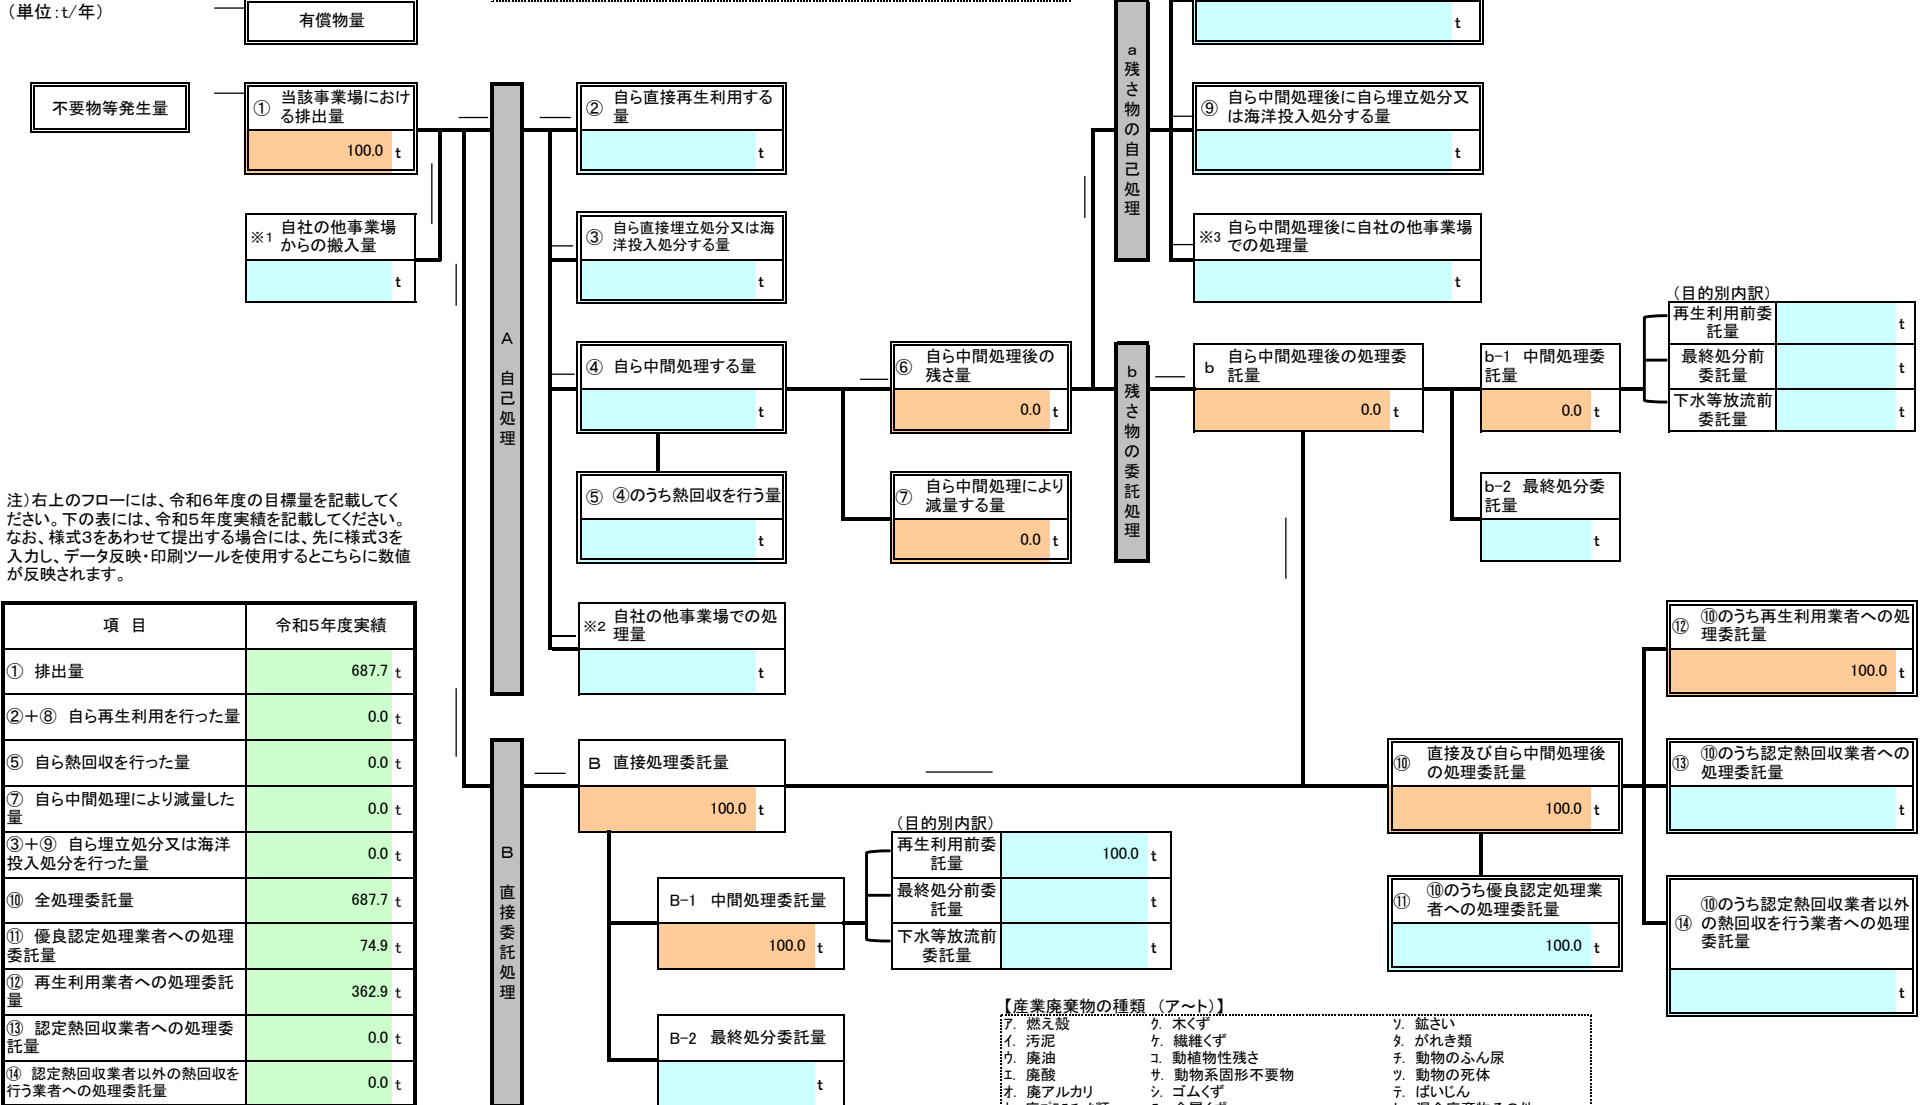 （単位:t/年）
有償物量
t
不要物等発生量
① 当該事業場におけ
る排出量
100.0 t
※1 自社の他事業場
からの搬入量
t
A 自己処理
② 自ら直接再生利用する
量
t
③ 自ら直接埋立処分又は海
洋投入処分する量
t
④ 自ら中間処理する量
t
⑤ ④のうち熱回収を行う量
t
※2 自社の他事業場での処
理量
t
⑥ 自ら中間処理後の
残さ量
0.0 t
⑦ 自ら中間処理により
減量する量
0.0 t
a残さ物の自己処理
⑨ 自ら中間処理後に自ら埋立処分又
は海洋投入処分する量
t
※3 自ら中間処理後に自社の他事業場
での処理量
t
b残さ物の委託処理
b 自ら中間処理後の処理委
託量
0.0 t
b-1 中間処理委
託量
0.0 t
（目的別内訳）
再生利用前委
託量
t
最終処分前
委託量
t
下水等放流前
委託量
t
b-2 最終処分委
託量
t
注）右上のフローには、令和6年度の目標量を記載してく
ださい。下の表には、令和5年度実績を記載してください。
なお、様式3をあわせて提出する場合には、先に様式3を
入力し、データ反映・印刷ツールを使用するとこちらに数値
が反映されます。
項 目 令和5年度実績
① 排出量 687.7 t
②＋⑧ 自ら再生利用を行った量 0.0 t
⑤ 自ら熱回収を行った量 0.0 t
⑦ 自ら中間処理により減量した
量 0.0 t
③＋⑨ 自ら埋立処分又は海洋
投入処分を行った量 0.0 t
⑩ 全処理委託量 687.7 t
⑪ 優良認定処理業者への処理
委託量 74.9 t
⑫ 再生利用業者への処理委託
量 362.9 t
⑬ 認定熱回収業者への処理委
託量 0.0 t
⑭ 認定熱回収業者以外の熱回収を
行う業者への処理委託量 0.0 t
B 直接委託処理
B 直接処理委託量
100.0 t
B-1 中間処理委託量
100.0 t
（目的別内訳）
再生利用前委
託量
100.0 t
最終処分前委
託量
t
下水等放流前
委託量
t
B-2 最終処分委託量
t
⑩ 直接及び自ら中間処理後
の処理委託量
100.0 t
⑪ ⑩のうち優良認定処理業
者への処理委託量
100.0 t
⑫ ⑩のうち再生利用業者への処
理委託量
100.0 t
⑬ ⑩のうち認定熱回収業者への
処理委託量
t
⑭ ⑩のうち認定熱回収業者以外
の熱回収を行う業者への処理
委託量
t
【産業廃棄物の種類 （ア～ト）】
ア. 燃え殻 ク. 木くず ソ. 鉱さい
イ. 汚泥 ケ. 繊維くず タ. がれき類
ウ. 廃油 コ. 動植物性残さ チ. 動物のふん尿
エ. 廃酸 サ. 動物系固形不要物 ツ. 動物の死体
オ. 廃アルカリ シ. ゴムくず テ. ばいじん